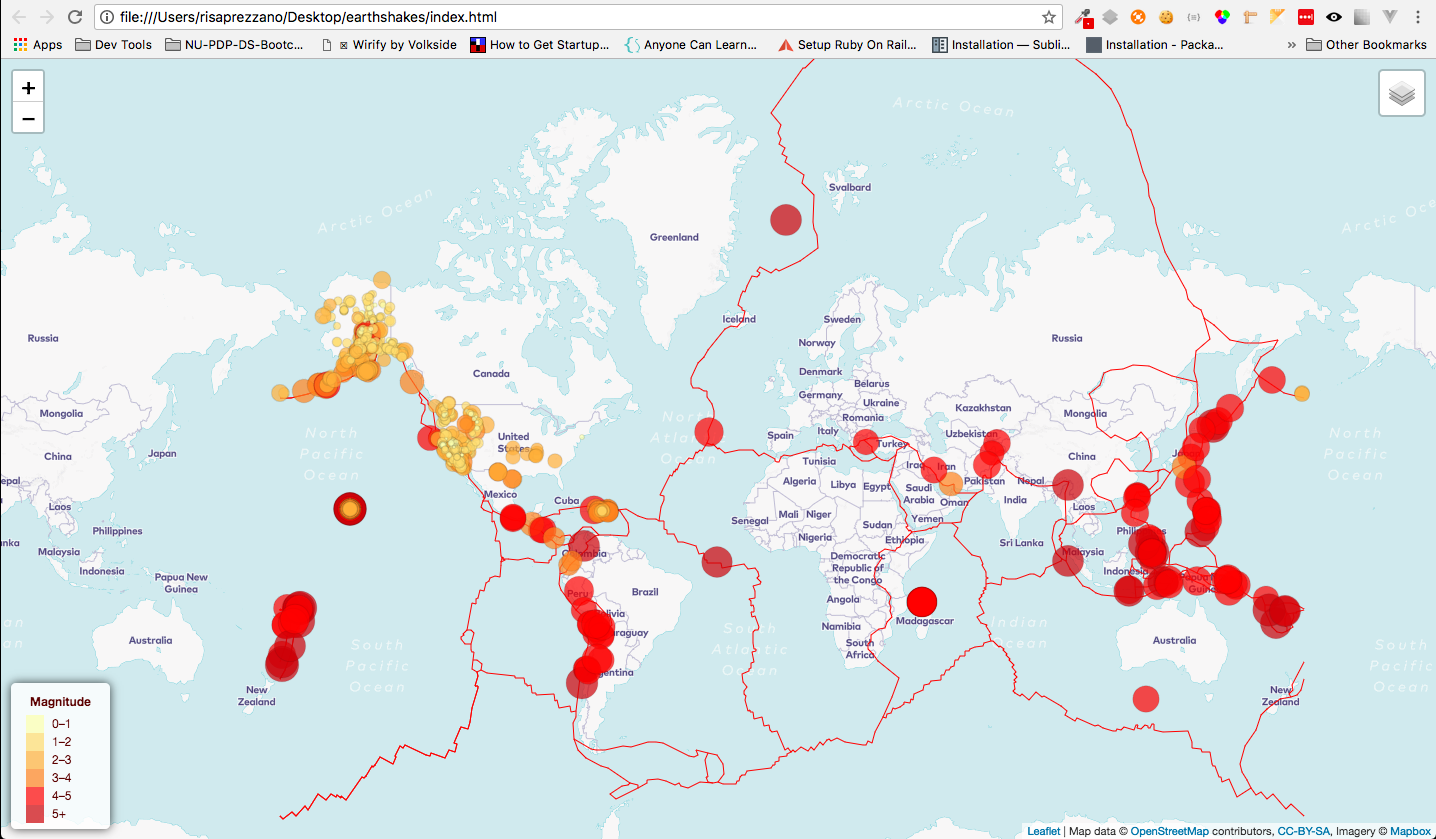 file:///Users/risaprezzano/Desktop/earthshakes/index.html
Apps Dev Tools NU-PDP-DS-Bootc... Wirify by Volkside How to Get Startup... Anyone Can Learn... Setup Ruby On Rail... Installation — Subli... Installation - Packa... » Other Bookmarks
+
−
Arctic Ocean
Svalbard
Arctic Ocean
Arctic Oce
Greenland
Iceland
Sweden
Russia
Russia
Norway
Canada
Denmark
Belarus
Germany
Ukraine
Kazakhstan
Mongolia
Mongolia
Romania
North
Pacific
Ocean
United
States
North
Atlantic
Ocean
Spain
Italy
Uzbekistan
North
Pacific
Ocean
China
Japan
Turkey
China
Tunisia
Iraq
Iran
Algeria
Libya
Egypt
Pakistan
Nepal
epal
Mexico
Cuba
Saudi
Arabia
Oman
India
Laos
Laos
Senegal
Mali
Niger
Yemen
Philippines
Sudan
nka
Malaysia
Nigeria
Ethiopia
Sri Lanka
Malaysia
Indonesia
Democratic
Republic of
the Congo
Indonesia
Papua New
Guinea
Peru
Brazil
Angola
Madagascar
Namibia
South
Africa
Australia
Australia
South
Pacific
Ocean
South
Atlantic
Ocean
Indian
Ocean
South
Pacific
Ocean
New
Zealand
New
Zealand
Magnitude
0–1
1–2
2–3
3–4
4–5
5+
Leaflet | Map data © OpenStreetMap contributors, CC-BY-SA, Imagery © Mapbox